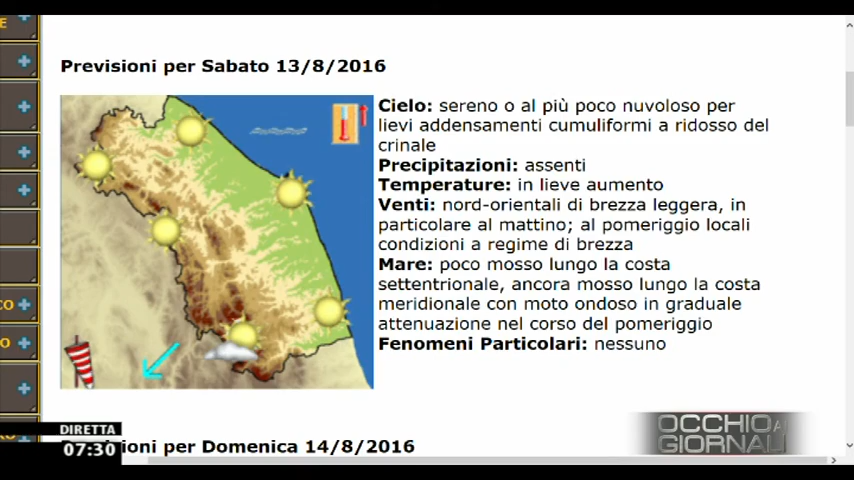 Previsioni per Sabato 13/8/2016
Cielo: sereno o al più poco nuvoloso per
lievi addensamenti cumuliformi a ridosso del
crinale
Precipitazioni: assenti
Temperature: in lieve aumento
Venti: nord-orientali di brezza leggera, in
particolare al mattino; al pomeriggio locali
condizioni a regime di brezza
Mare: poco mosso lungo la costa
settentrionale, ancora mosso lungo la costa
meridionale con moto ondoso in graduale
attenuazione nel corso del pomeriggio
Fenomeni Particolari: nessuno
OCCHIO AI
GIORNALI
DIRETTA
07:30
ioni per Domenica 14/8/2016